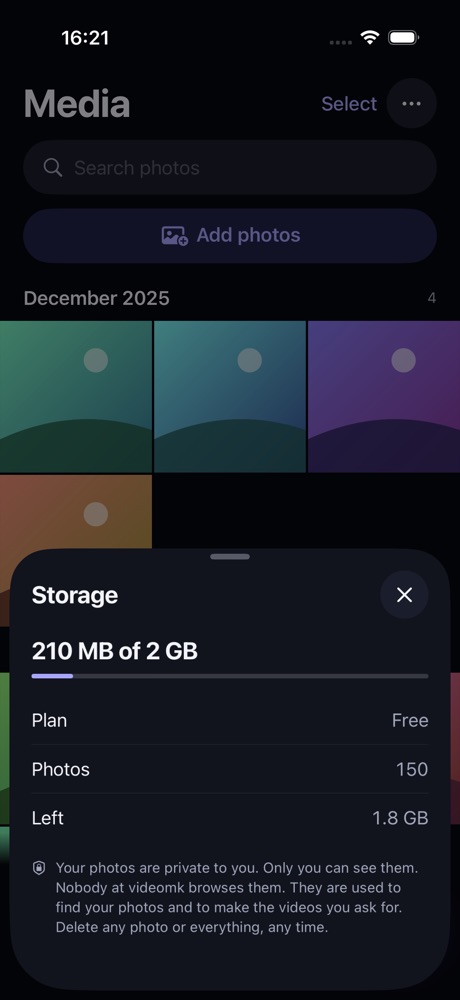 16:21
Media
Select
Search photos
Add photos
December 2025
4
Storage
210 MB of 2 GB
Plan
Free
Photos
150
Left
1.8 GB
Your photos are private to you. Only you can see them.
Nobody at videomk browses them. They are used to
find your photos and to make the videos you ask for.
Delete any photo or everything, any time.